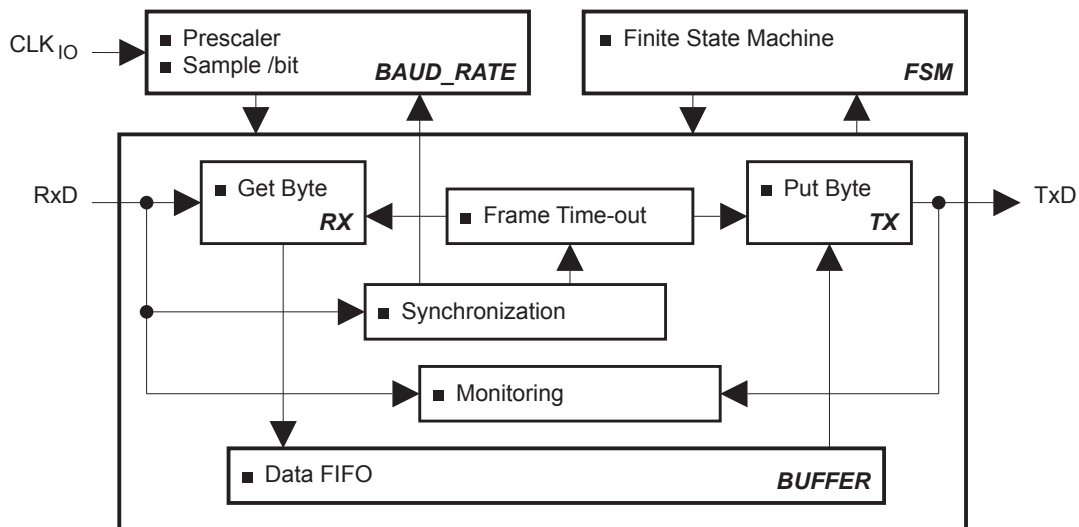 CLK IO
■ Prescaler
■ Sample /bit
BAUD_RATE
■ Finite State Machine
FSM
RxD
■ Get Byte
RX
■ Frame Time-out
■ Put Byte
TX
TxD
■ Synchronization
■ Monitoring
■ Data FIFO
BUFFER